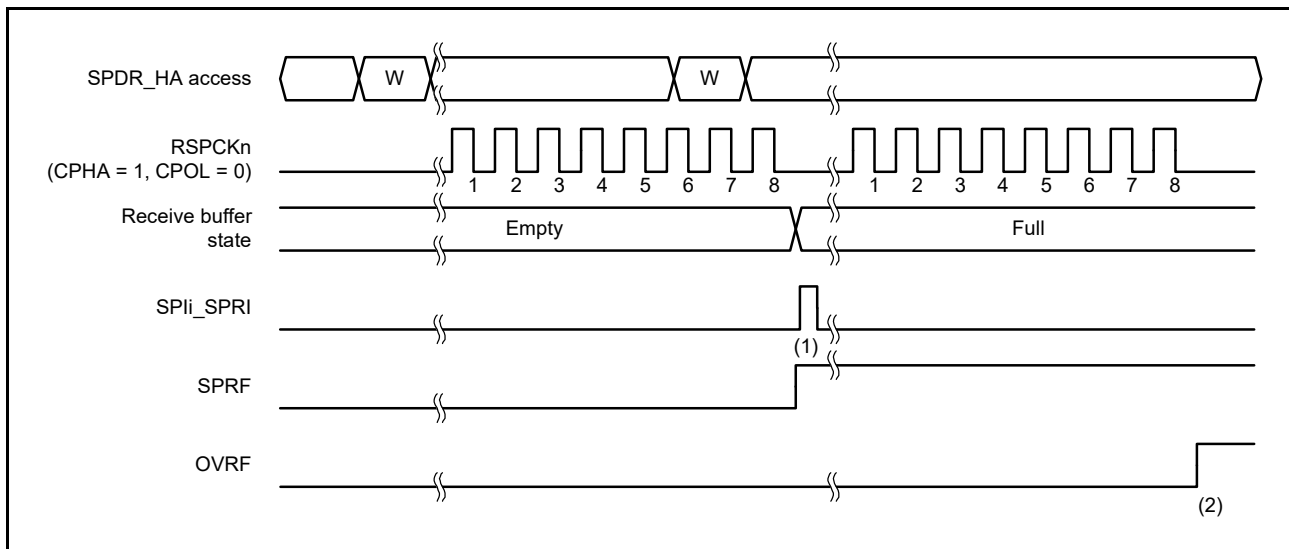 SPDR_HA access
W
W
RSPCKn
(CPHA = 1, CPOL = 0)
1 2 3 4 5 6 7 8
1 2 3 4 5 6 7 8
Receive buffer
state
Empty
Full
SPIi_SPRI
(1)
SPRF
OVRF
(2)